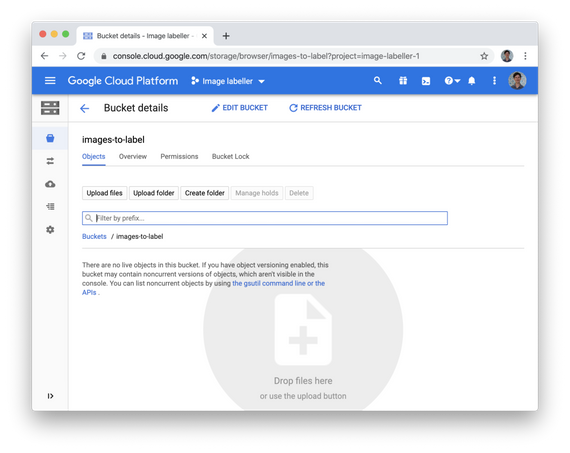 Bucket details - Image labeller -
console.cloud.google.com/storage/browser/images-to-label?project=image-labeller-1
Google Cloud Platform
Image labeller
Bucket details
EDIT BUCKET
REFRESH BUCKET
images-to-label
Objects Overview Permissions Bucket Lock
Upload files Upload folder Create folder Manage holds Delete
Filter by prefix...
Buckets / images-to-label
There are no live objects in this bucket. If you have object versioning enabled, this
bucket may contain noncurrent versions of objects, which aren't visible in the
console. You can list noncurrent objects by using the gsutil command line or the
APIs .
Drop files here
or use the upload button